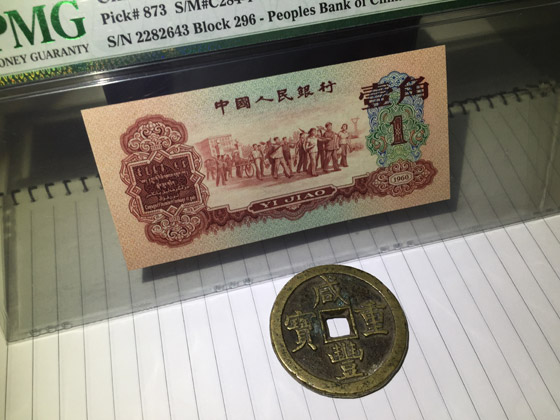 PMG
MONEY GUARANTY
Pick# 873 S/M#C284-
S/N 2282643 Block 296 - Peoples Bank of China
中國人民銀行
壹角
1
YI JIAO
1960
咸
寶 重
豐